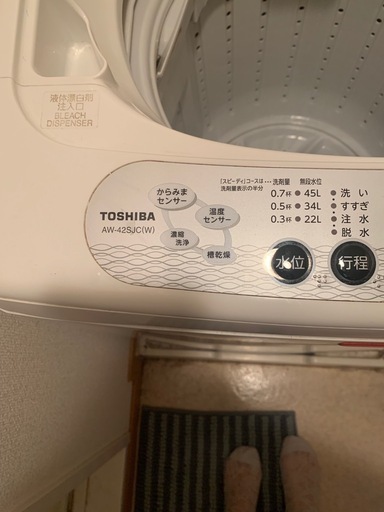 液体漂白剤
注入口
BLEACH
DISPENSER
TOSHIBA
AW-42SJC(W)
からみまセンサー
温度センサー
濃縮洗浄
槽乾燥
「スピーディ」コースは…洗剤量 無段水位
洗剤量表示の半分
0.7杯 45L 洗い
0.5杯 34L すすぎ
0.3杯 22L 注水
脱水
水位
行程